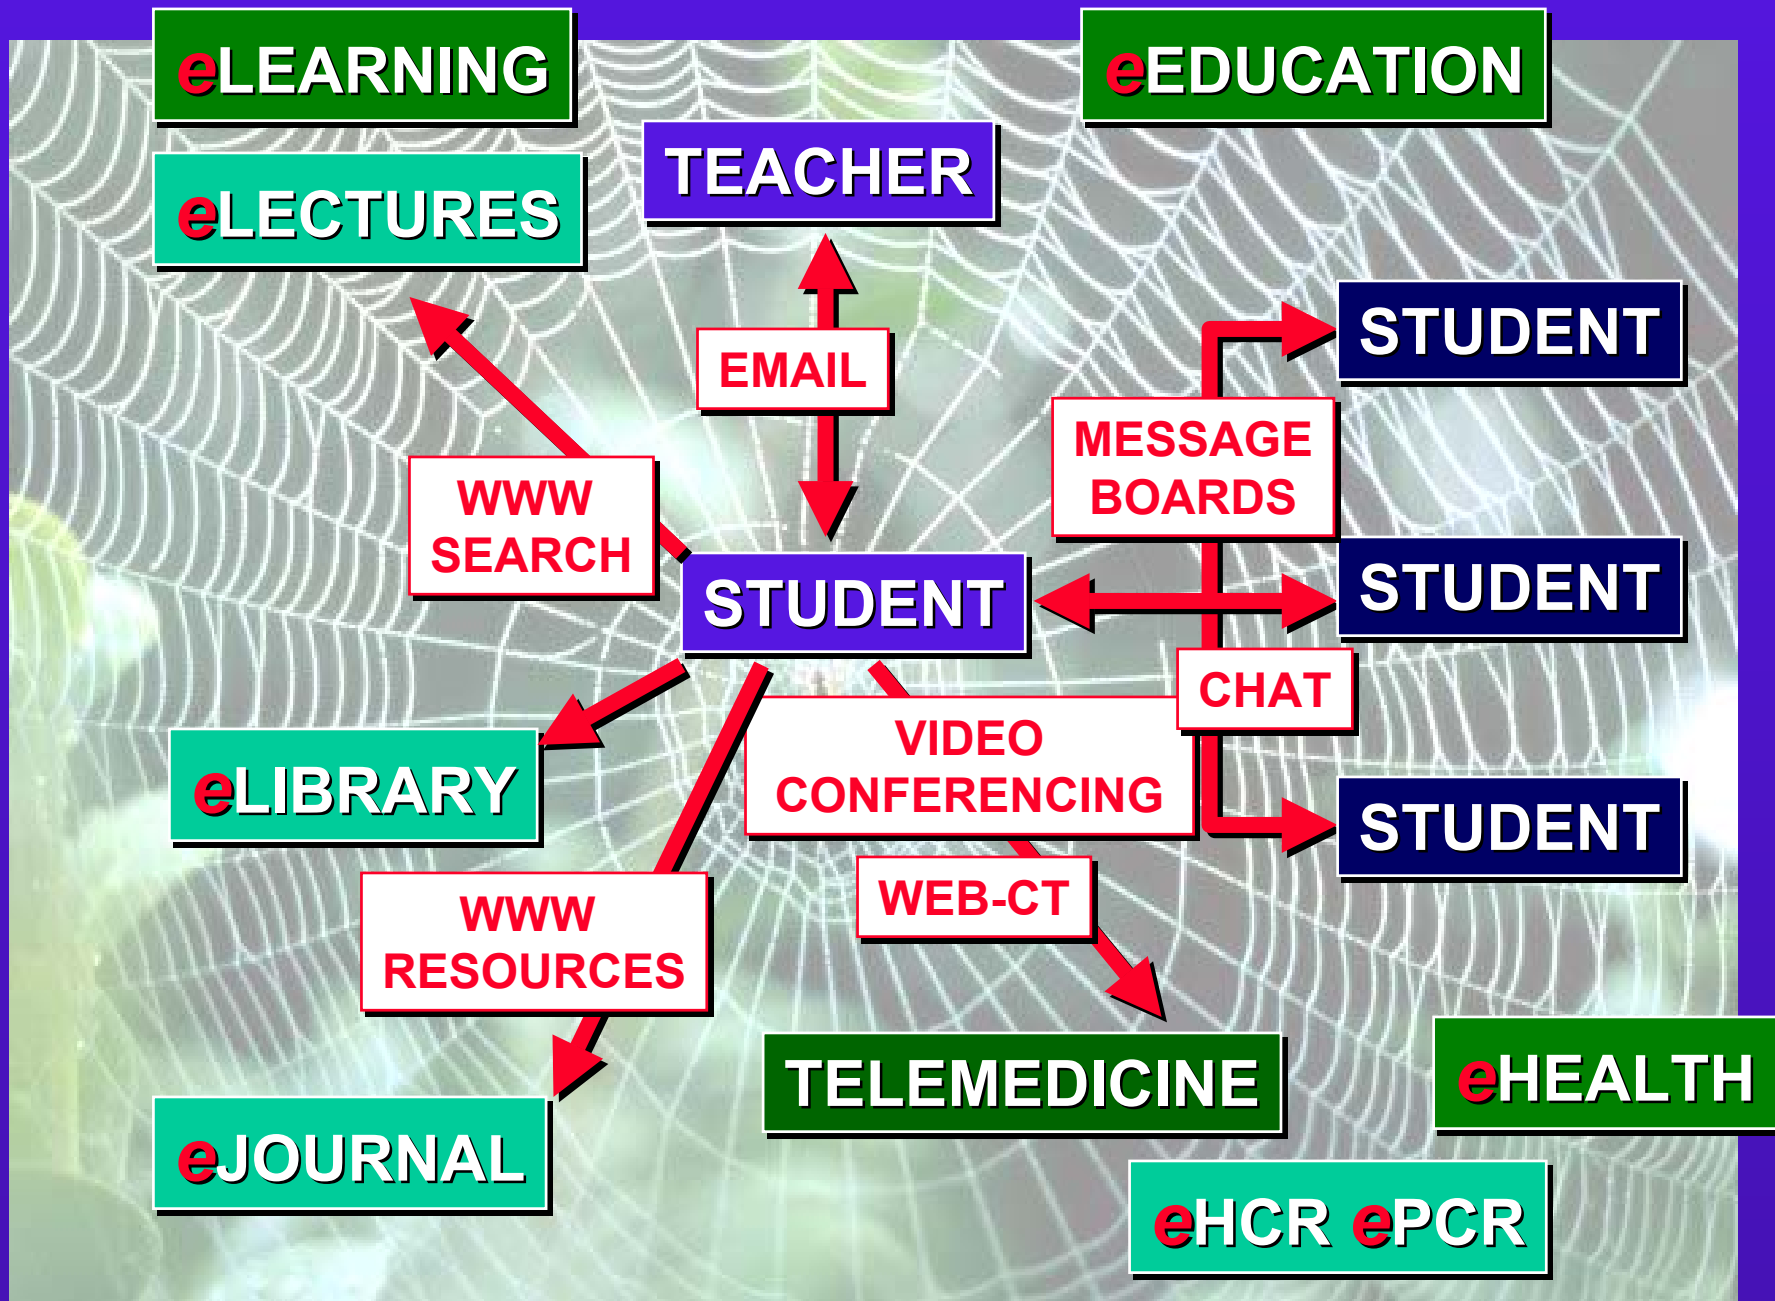 eLEARNING
eEDUCATION
TEACHER
eLECTURES
STUDENT
EMAIL
MESSAGE
BOARDS
WWW
SEARCH
STUDENT
STUDENT
CHAT
VIDEO
CONFERENCING
eLIBRARY
STUDENT
WEB-CT
WWW
RESOURCES
TELEMEDICINE
eHEALTH
eJOURNAL
eHCR ePCR